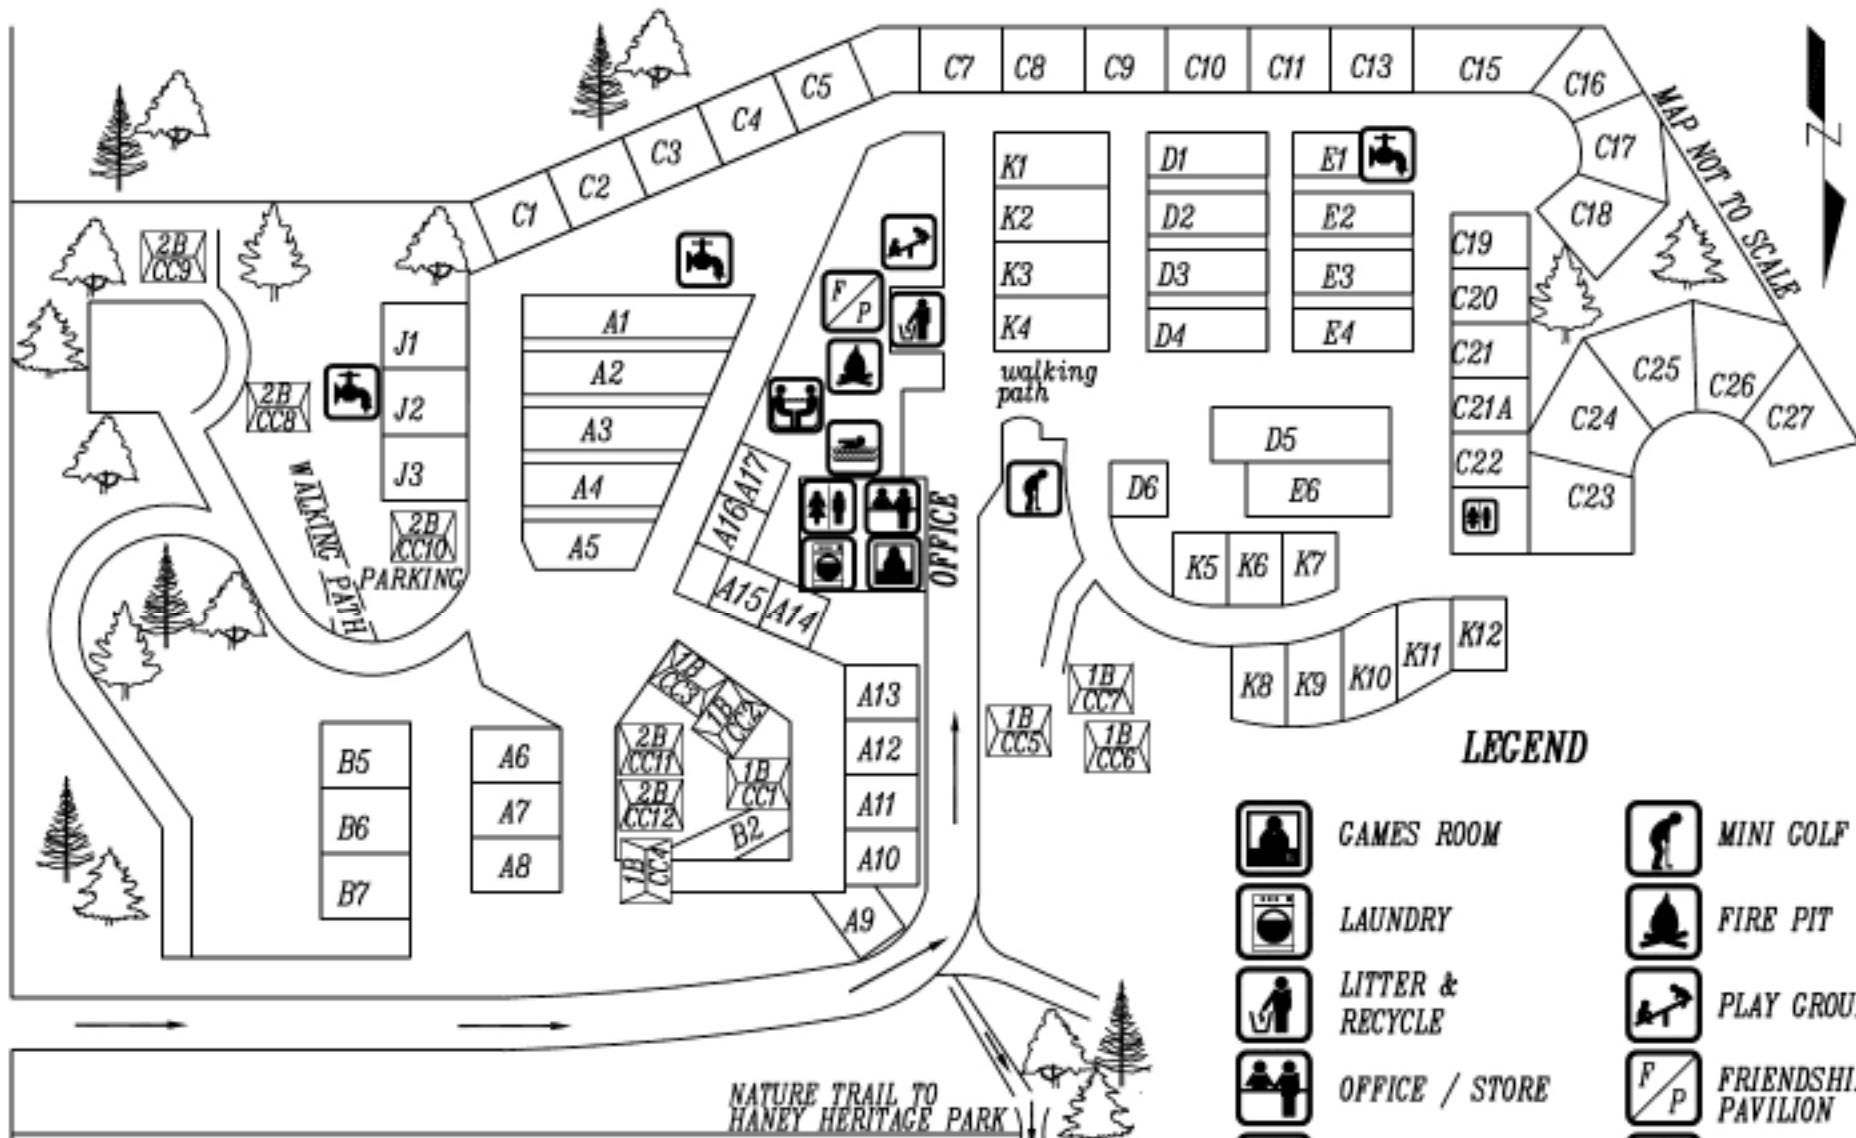 C7
C8
C9
C10
C11
C13
C15
C16
C17
C18
C5
C4
C3
C2
C1
MAP NOT TO SCALE
Z
K1
K2
K3
K4
D1
D2
D3
D4
E1
E2
E3
E4
C19
C20
C21
C21A
C22
C23
C24
C25
C26
C27
2B
CC9
2B
CC8
J1
J2
J3
2B
CC10
PARKING
WALKING PATH
A1
A2
A3
A4
A5
F/P
A17
A16
A15
A14
OFFICE
walking
path
D5
E6
D6
K5
K6
K7
K8
K9
K10
K11
K12
A13
A12
A11
A10
A9
1B
CC3
1B
CC2
2B
CC11
1B
CC1
2B
CC12
B2
1B
CC4
1B
CC7
1B
CC5
1B
CC6
B5
B6
B7
A6
A7
A8
LEGEND
GAMES ROOM
MINI GOLF
LAUNDRY
FIRE PIT
LITTER &
RECYCLE
PLAY GROU
OFFICE / STORE
F/P
FRIENDSHI
PAVILION
NATURE TRAIL TO
HANEY HERITAGE PARK